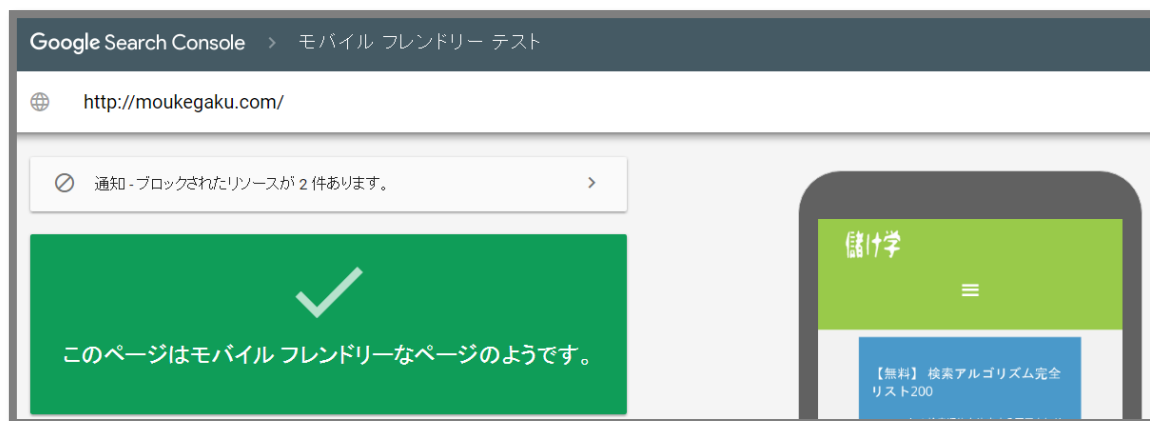 Google Search Console > モバイル フレンドリー テスト
http://moukegaku.com/
通知 - ブロックされたリソースが 2 件あります。
このページはモバイル フレンドリーなページのようです。
儲け学
【無料】 検索アルゴリズム完全
リスト200